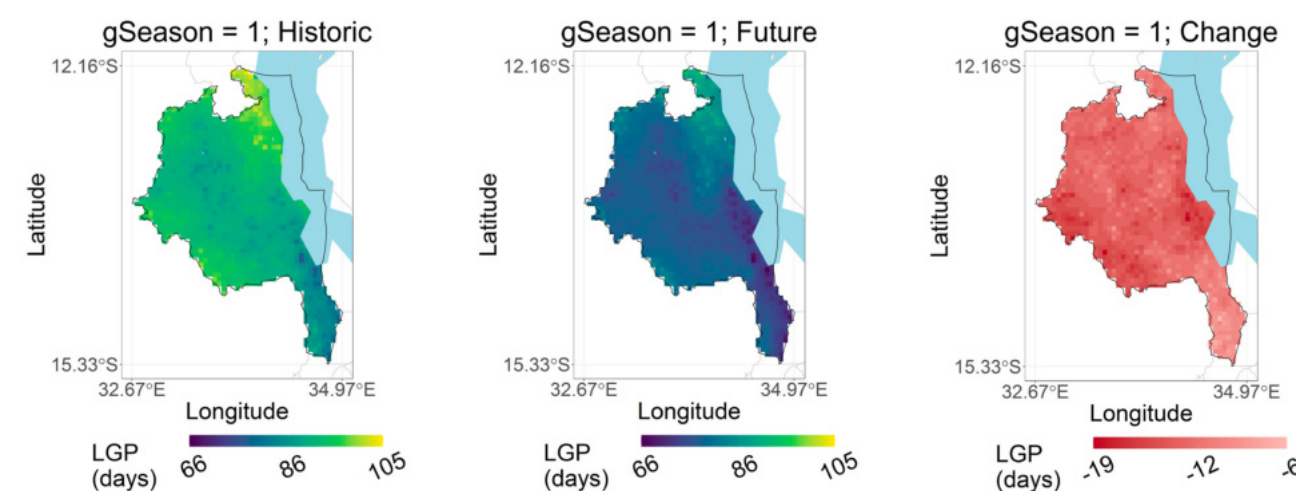 gSeason = 1; Historic
12.16°S
Latitude
15.33°S
32.67°E 34.97°E
Longitude
LGP
(days)
66 86 105
gSeason = 1; Future
12.16°S
Latitude
15.33°S
32.67°E 34.97°E
Longitude
LGP
(days)
66 86 105
gSeason = 1; Change
12.16°S
Latitude
15.33°S
32.67°E 34.97°E
Longitude
LGP
(days)
-19 -12 -6